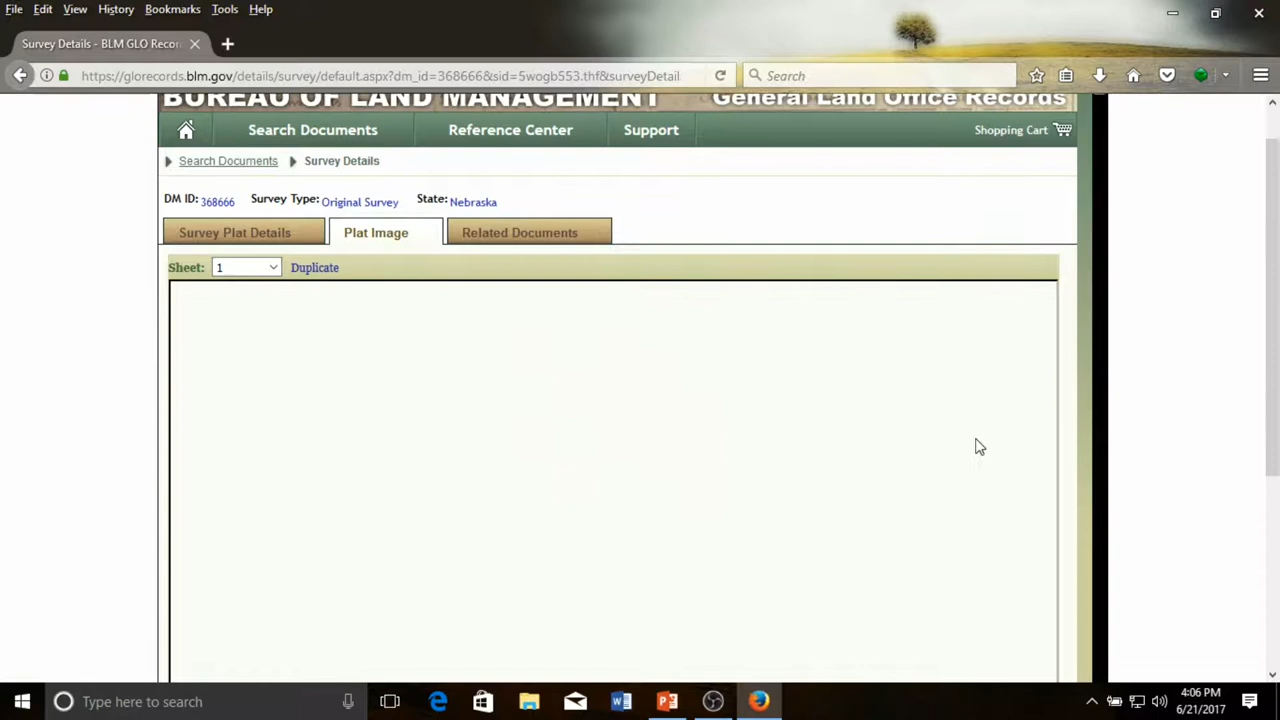 File Edit View History Bookmarks Tools Help
Survey Details - BLM GLO Recor
https://glorecords.blm.gov/details/survey/default.aspx?dm_id=368666&sid=5wogb553.thf&surveyDetail
Search
BUREAU OF LAND MANAGEMENT General Land Office Records
Search Documents Reference Center Support Shopping Cart
Search Documents Survey Details
DM ID: 368666 Survey Type: Original Survey State: Nebraska
Survey Plat Details Plat Image Related Documents
Sheet: 1 Duplicate
Type here to search
4:06 PM
6/21/2017